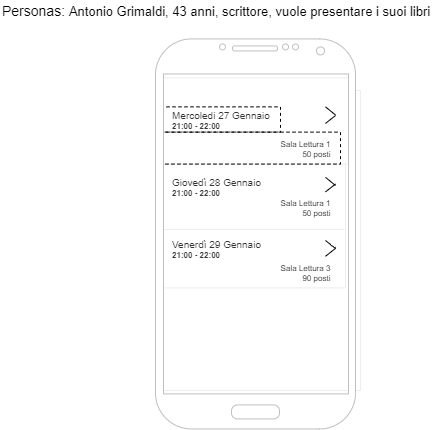 Personas: Antonio Grimaldi, 43 anni, scrittore, vuole presentare i suoi libri
Mercoledì 27 Gennaio
21:00 - 22:00
Sala Lettura 1
50 posti
Giovedì 28 Gennaio
21:00 - 22:00
Sala Lettura 1
50 posti
Venerdì 29 Gennaio
21:00 - 22:00
Sala Lettura 3
90 posti